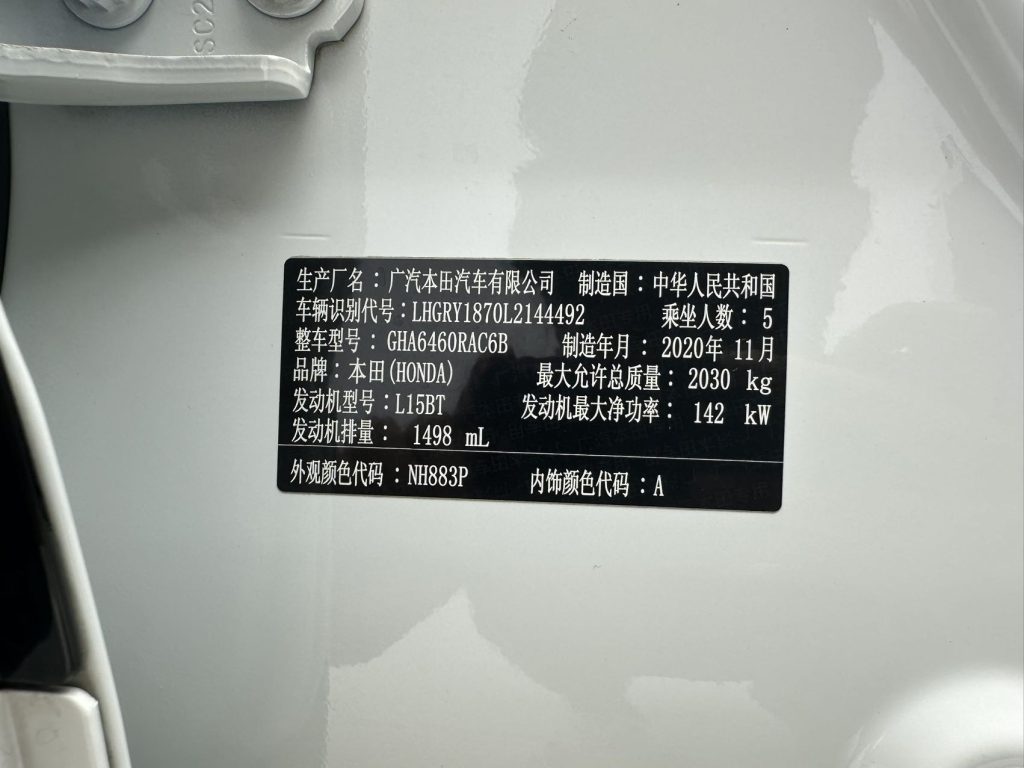 SC2
生产厂名：广汽本田汽车有限公司 制造国：中华人民共和国
车辆识别代号：LHGRY1870L2144492 乘坐人数：5
整车型号：GHA6460RAC6B 制造年月：2020年11月
品牌：本田(HONDA) 最大允许总质量：2030 kg
发动机型号：L15BT 发动机最大净功率：142 kW
发动机排量：1498 mL
外观颜色代码：NH883P 内饰颜色代码：A